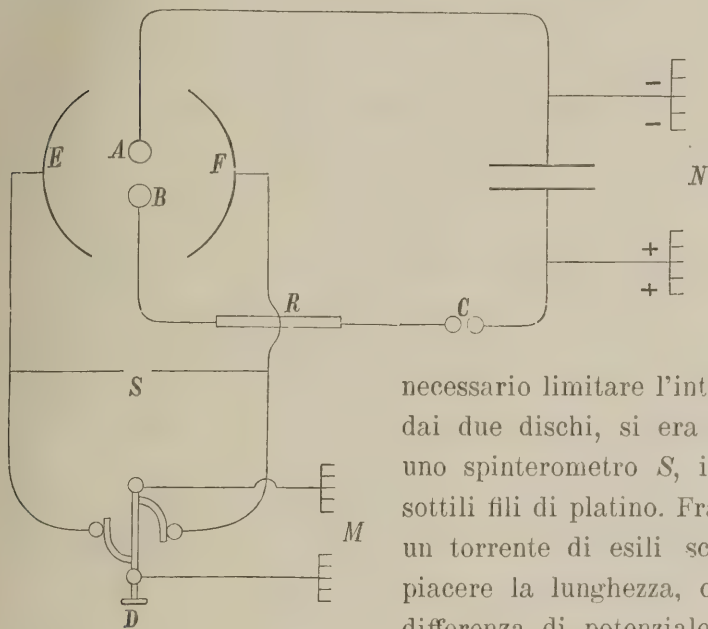 E
A
B
F
-
-
N
+
+
R
C
S
necessario limitare l'int
dai due dischi, si era
uno spinterometro S, i
sottili fili di platino. Fra
M
un torrente di esili sc
piacere la lunghezza, c
D
differenza di potenziale